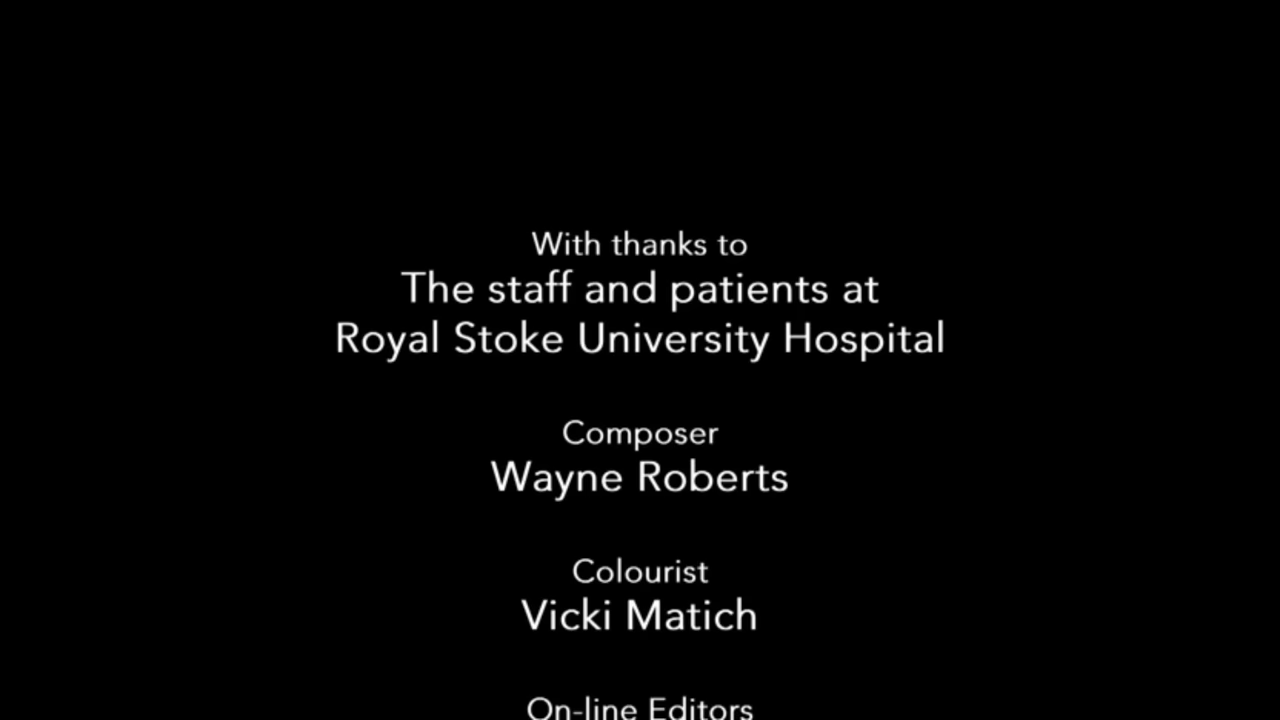 With thanks to
The staff and patients at
Royal Stoke University Hospital
Composer
Wayne Roberts
Colourist
Vicki Matich
On-line Editors